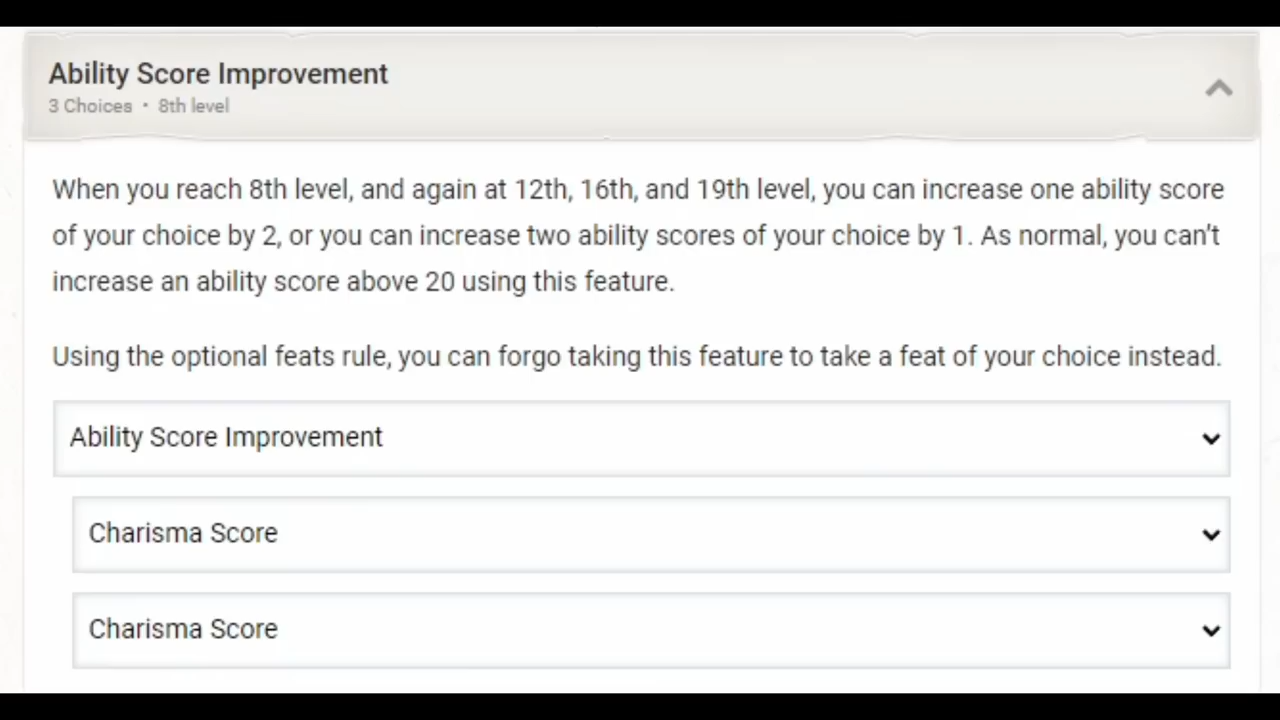 Ability Score Improvement
3 Choices • 8th level
When you reach 8th level, and again at 12th, 16th, and 19th level, you can increase one ability score
of your choice by 2, or you can increase two ability scores of your choice by 1. As normal, you can’t
increase an ability score above 20 using this feature.
Using the optional feats rule, you can forgo taking this feature to take a feat of your choice instead.
Ability Score Improvement
Charisma Score
Charisma Score